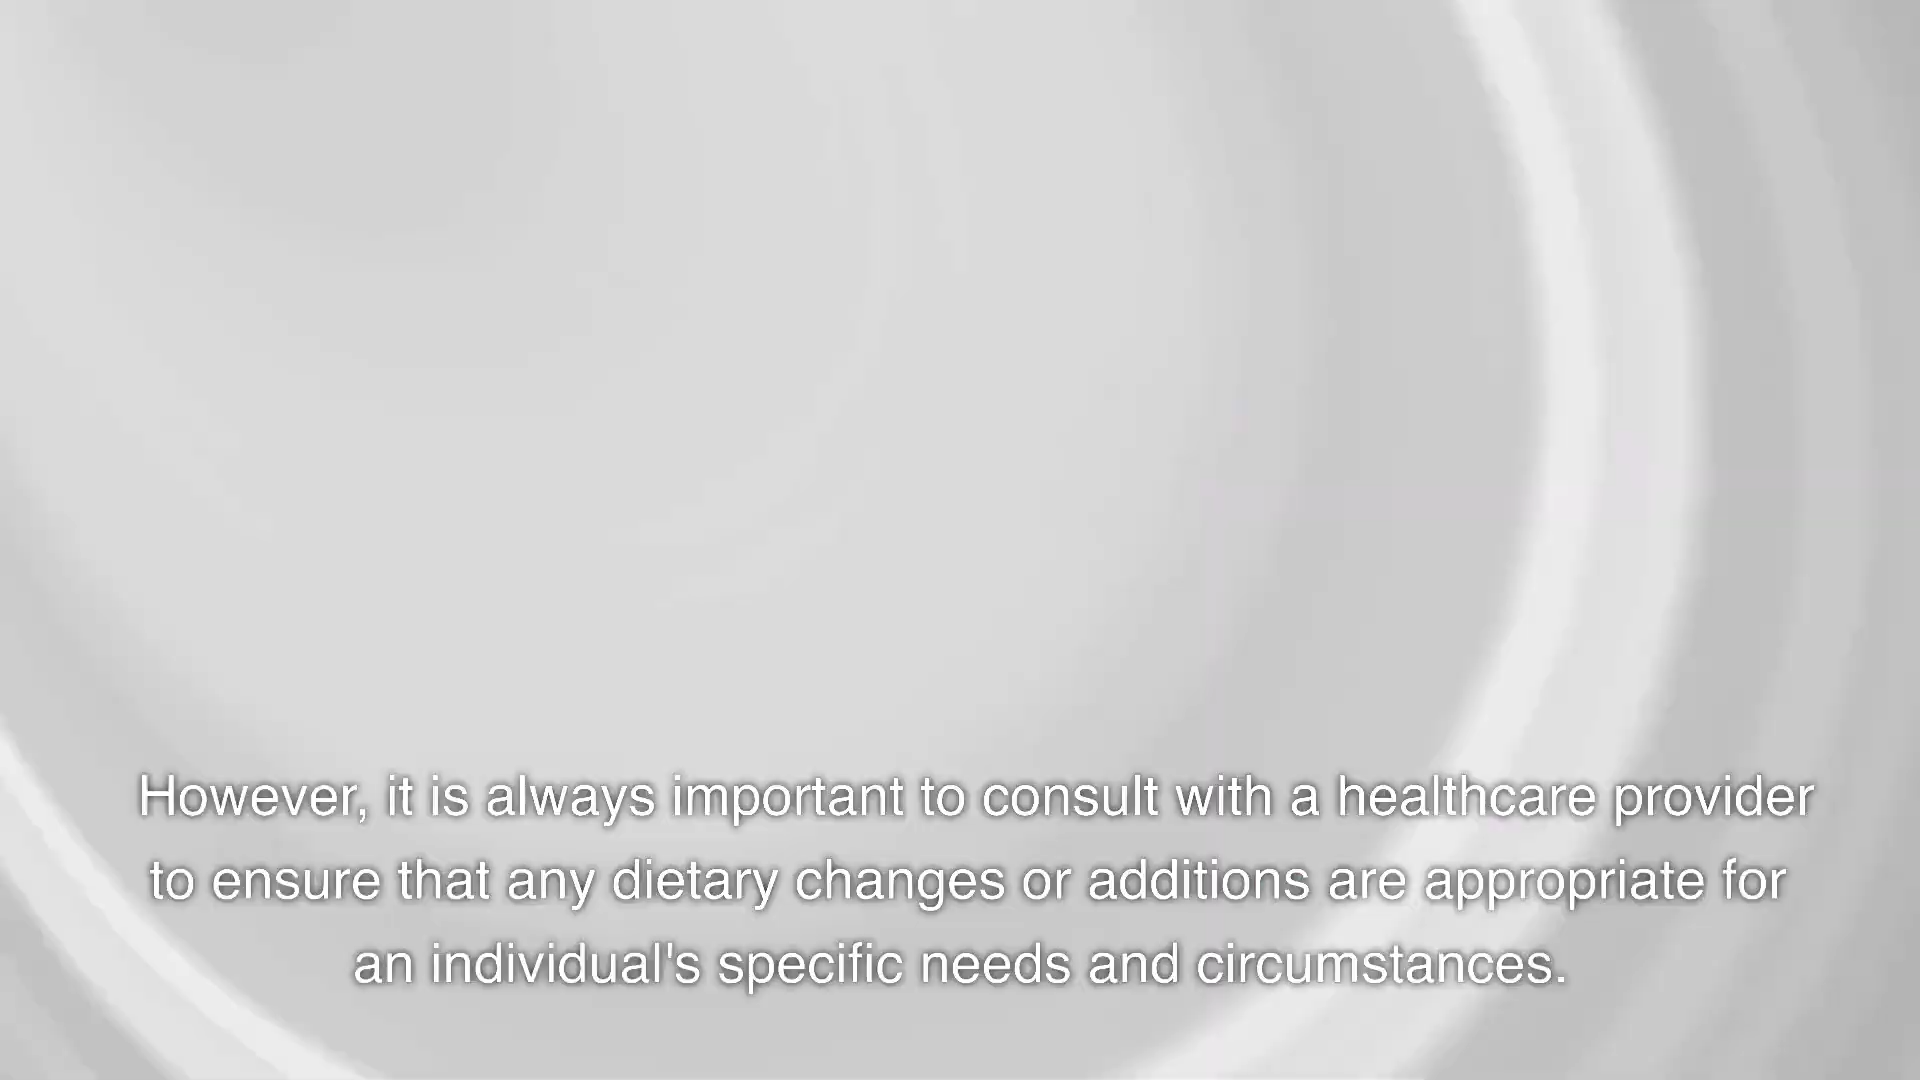 However, it is always important to consult with a healthcare provider
to ensure that any dietary changes or additions are appropriate for
an individual's specific needs and circumstances.